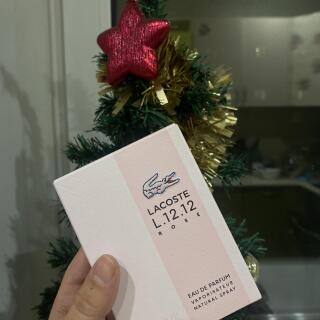 LACOSTE
L.12.12
ROSE
EAU DE PARFUM
VAPORISATEUR
NATURAL SPRAY